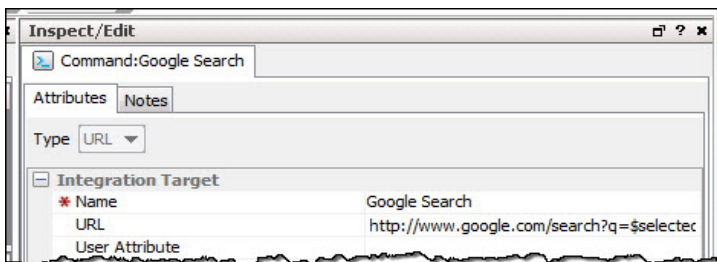 Inspect/Edit
Command:Google Search
Attributes Notes
Type URL
Integration Target
* Name Google Search
URL http://www.google.com/search?q=$selected
User Attribute